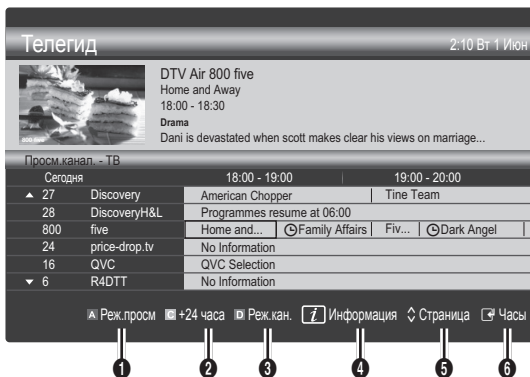 Телегид 2:10 Вт 1 Июн
DTV Air 800 five
Home and Away
18:00 - 18:30
Drama
Dani is devastated when scott makes clear his views on marriage...
800 five
Просм.канал. - ТВ
Сегодня 18:00 - 19:00 19:00 - 20:00
▲ 27 Discovery American Chopper Tine Team
28 DiscoveryH&L Programmes resume at 06:00
800 five Home and... Family Affairs Fiv... Dark Angel
24 price-drop.tv No Information
16 QVC QVC Selection
▼ 6 R4DTT No Information
A Реж.просм C +24 часа D Реж.кан. i Информация Страница Часы
1 2 3 4 5 6